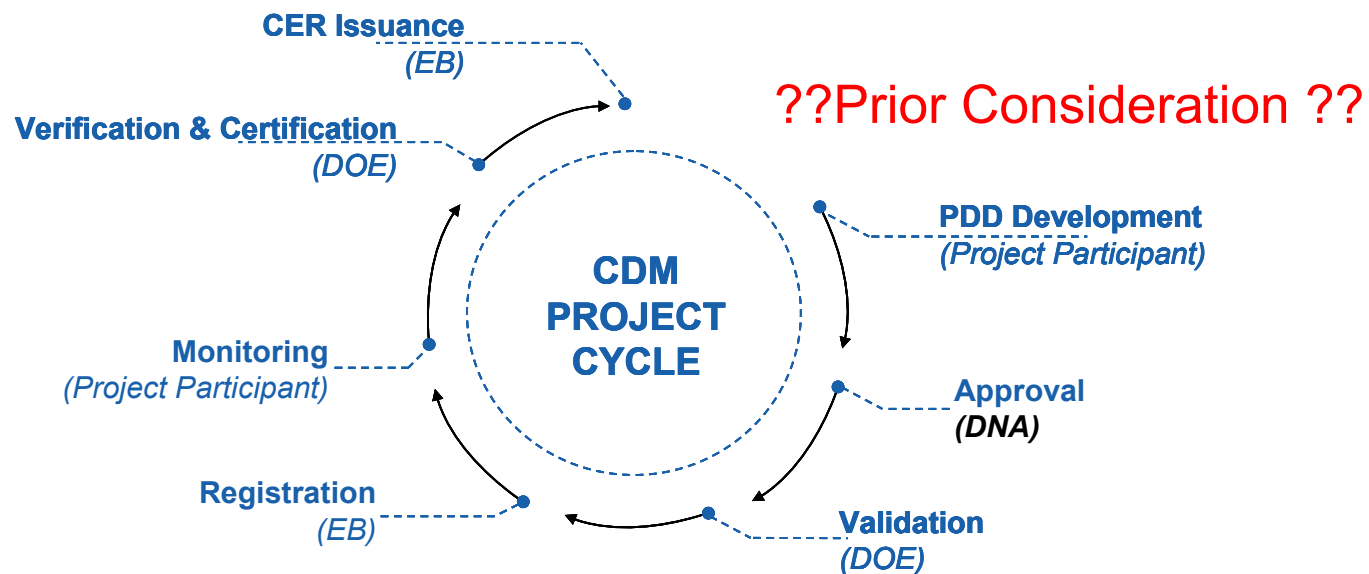 CER Issuance
(EB)
??Prior Consideration ??
Verification & Certification
(DOE)
PDD Development
(Project Participant)
CDM
PROJECT
CYCLE
Monitoring
(Project Participant)
Approval
(DNA)
Registration
(EB)
Validation
(DOE)